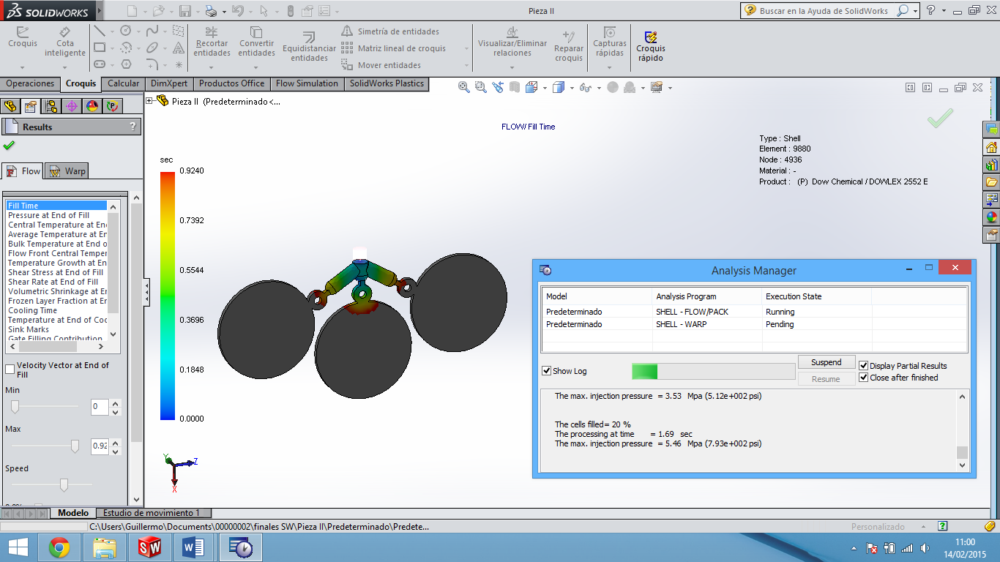 SOLIDWORKS
Pieza II
Buscar en la Ayuda de SolidWorks
Croquis
Cota inteligente
Recortar entidades
Convertir entidades
Equidistanciar entidades
Simetría de entidades
Matriz lineal de croquis
Mover entidades
Visualizar/Eliminar relaciones
Reparar croquis
Capturas rápidas
Croquis rápido
Operaciones
Croquis
Calcular
DimXpert
Productos Office
Flow Simulation
SolidWorks Plastics
Pieza II (Predeterminado<...
Results
?
Flow
Warp
Fill Time
Pressure at End of Fill
Central Temperature at En
Average Temperature at Er
Bulk Temperature at End o
Flow Front Central Temper
Temperature Growth at En
Shear Stress at End of Fill
Shear Rate at End of Fill
Volumetric Shrinkage at En
Frozen Layer Fraction at Er
Cooling Time
Temperature at End of Coo
Sink Marks
Gate Filling Contribution
Velocity Vector at End of
Fill
Min
0
Max
0.92
Speed
FLOW/ Fill Time
Type : Shell
Element : 9880
Node : 4936
Material : -
Product : (P) Dow Chemical / DOWLEX 2552 E
sec
0.9240
0.7392
0.5544
0.3696
0.1848
0.0000
Y
Z
X
Analysis Manager
Model Analysis Program Execution State
Predeterminado SHELL - FLOW/PACK Running
Predeterminado SHELL - WARP Pending
Show Log
Suspend
Resume
Display Partial Results
Close after finished
The max. injection pressure = 3.53 Mpa (5.12e+002 psi)
The cells filled= 20 %
The processing at time = 1.69 sec
The max. injection pressure = 5.46 Mpa (7.93e+002 psi)
Modelo
Estudio de movimiento 1
C:\Users\Guillermo\Documents\00000002\finales SW\Pieza II\Predeterminado\Predete...
Personalizado
11:00
14/02/2015